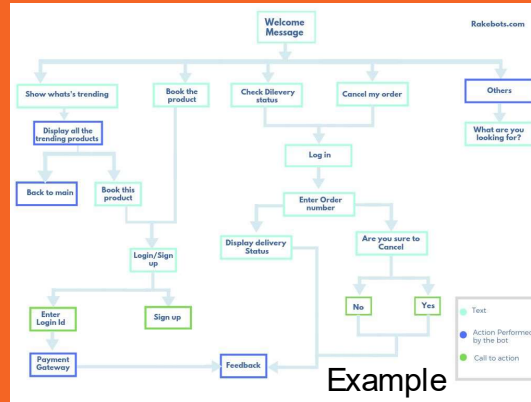 Welcome
Message
Rakebots.com
Show whats's trending
Book the
product
Check Dilevery
status
Cancel my order
Others
Display all the
trending products
What are you
looking for?
Log in
Back to main
Book this
product
Enter Order
number
Login/Sign
up
Display delivery
Status
Are you sure to
Cancel
Enter
Login Id
Sign up
No
Yes
Text
Action Performed
by the bot
Call to action
Payment
Gateway
Feedback
Example